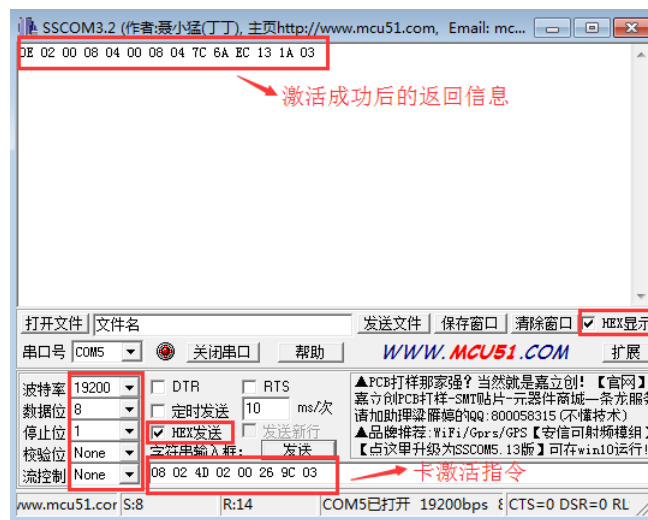 SSCOM3.2 (作者:聂小猛(丁丁), 主页http://www.mcu51.com, Email: mc...
0E 02 00 08 04 00 08 04 7C 6A EC 13 1A 03
激活成功后的返回信息
打开文件 文件名 发送文件 保存窗口 清除窗口 HEX显示
串口号 COM5 关闭串口 帮助 WWW.MCU51.COM 扩展
波特率 19200 DTR RTS
数据位 8 定时发送 10 ms/次
停止位 1 HEX发送 发送新行
校验位 None 字符串输入框: 发送
流控制 None 08 02 4D 02 00 26 9C 03
▲PCB打样那家强?当然就是嘉立创!【官网】
嘉立创PCB打样-SMT贴片-元器件商城一条龙服务
请加助理梁雁嫦的QQ:800058315(不懂技术)
▲品牌推荐:WiFi/Gprs/GPS【安信可射频模组】
【点这里升级为SSCOM5.13版】可在win10运行!
卡激活指令
www.mcu51.cor S:8 R:14 COM5已打开 19200bps CTS=0 DSR=0 RL